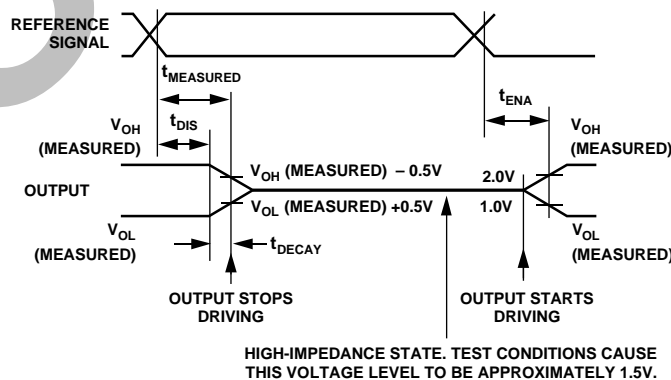 REFERENCE
SIGNAL
tMEASURED
tENA
tDIS
VOH
(MEASURED)
VOH
(MEASURED)
VOH (MEASURED) – 0.5V
2.0V
OUTPUT
VOL (MEASURED) +0.5V
1.0V
VOL
(MEASURED)
VOL
(MEASURED)
tDECAY
OUTPUT STOPS
DRIVING
OUTPUT STARTS
DRIVING
HIGH-IMPEDANCE STATE. TEST CONDITIONS CAUSE
THIS VOLTAGE LEVEL TO BE APPROXIMATELY 1.5V.